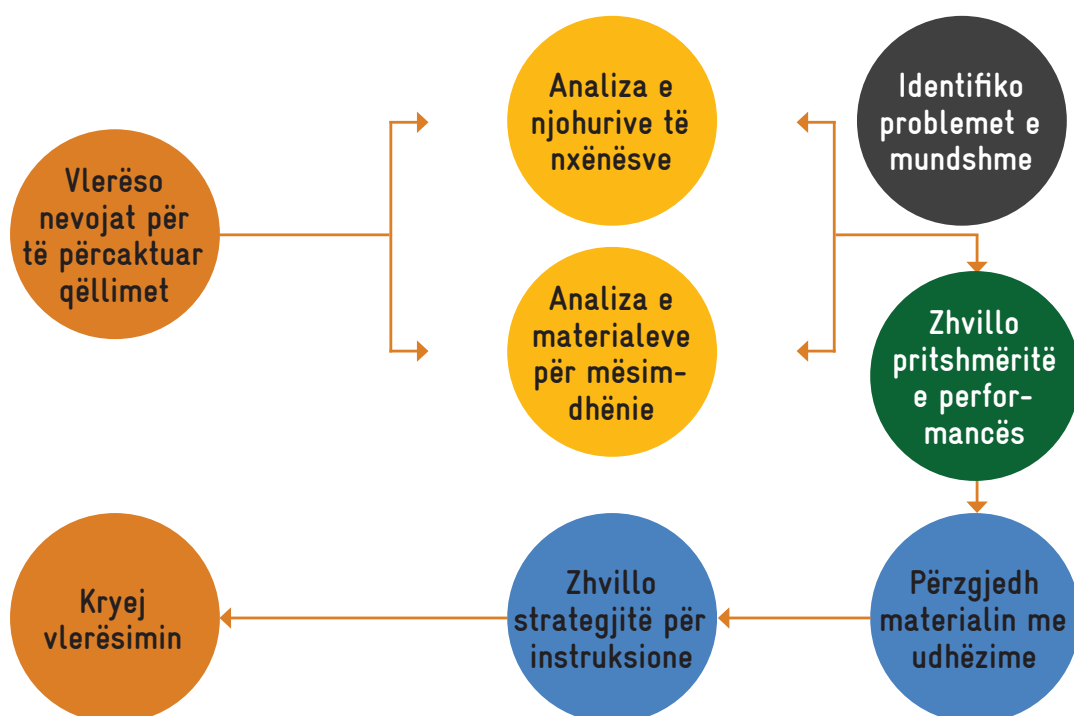 Vlerëso
nevojat për
të përcaktuar
qëllimet
Analiza e
njohurive të
nxënësve
Analiza e
materialeve
për mësim-
dhënie
Identifiko
problemet e
mundshme
Zhvillo
pritshmëritë
e perfor-
mancës
Përzgjedh
materialin me
udhëzime
Zhvillo
strategjitë për
instruksione
Kryej
vlerësimin